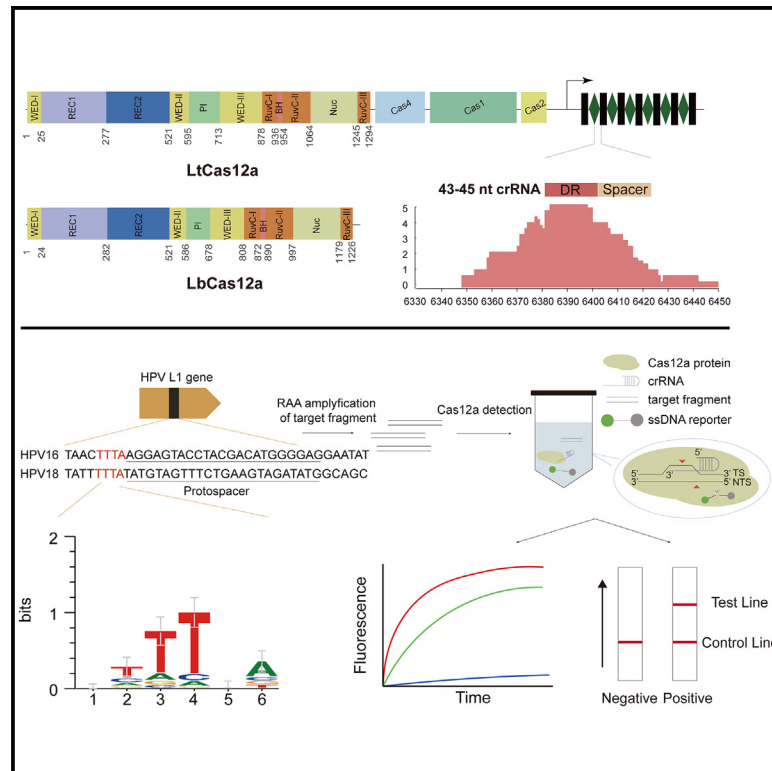 WED-I REC1 REC2 WED-II PI WED-III RuvC-I BH RuvC-II Nuc RuvC-III Cas4 Cas1 Cas2
1 25 277 521 595 713 878 936 954 1064 1245 1294
LtCas12a
43-45 nt crRNA DR Spacer
WED-I REC1 REC2 WED-II PI WED-III RuvC-I BH RuvC-II Nuc RuvC-III
1 24 282 521 586 678 808 872 890 997 1179 1226
LbCas12a
5
4
3
2
1
0
6330 6340 6350 6360 6370 6380 6390 6400 6410 6420 6430 6440 6450
HPV L1 gene
RAA amplyfication
of target fragment
Cas12a detection
Cas12a protein
crRNA
target fragment
ssDNA reporter
HPV16 TAACTTTAAGGAGTACCTACGACATGGGGAGGAATAT
HPV18 TATTTTTATATGTAGTTTCTGAAGTAGATATGGCAGC
Protospacer
5'
5' 3' 3' TS
3' 5' NTS
2
1
0
bits
T T T A
1 2 3 4 5 6
Fluorescence
Time
Test Line
Control Line
Negative Positive